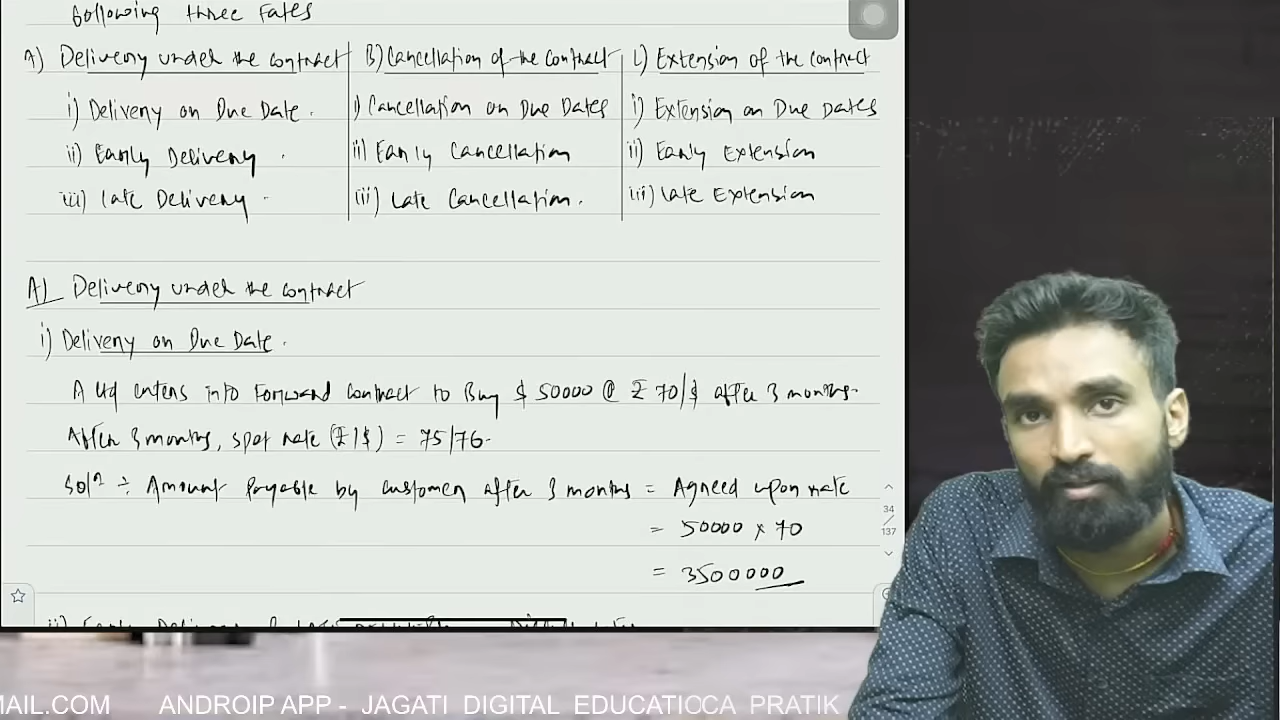 following three Fates
A) Delivery under the contract
i) Delivery on Due Date.
ii) Early Delivery.
iii) Late Delivery.
B) Cancellation of the contract
i) Cancellation on Due Dates
ii) Early Cancellation
iii) Late Cancellation.
C) Extension of the contract
i) Extension on Due Dates
ii) Early Extension
iii) Late Extension
A) Delivery under the contract
i) Delivery on Due Date.
A Ltd enters into Forward contract to Buy $ 50000 @ ₹ 70/$ after 3 months.
After 3 months, spot rate (₹/$) = 75/76.
Solⁿ ÷ Amount Payable by customer after 3 months = Agreed upon rate
= 50000 x 70
= 3500000
34
/
137
ii) Early Delivery
MAIL.COM ANDROIP APP - JAGATI DIGITAL EDUCATIOCA PRATIK